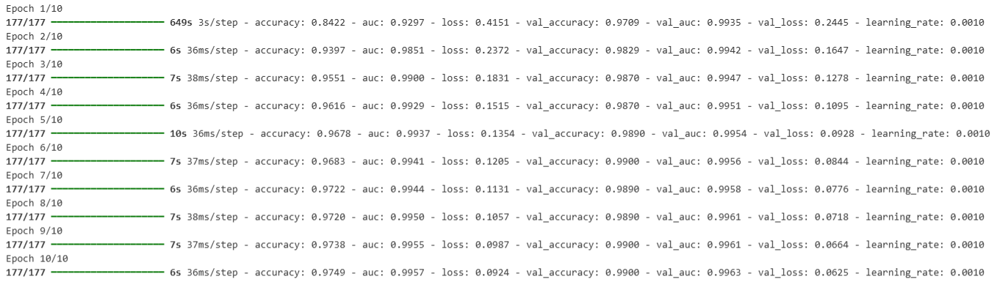 Epoch 1/10
177/177 ━━━━━━━━━━━━━━━━━━━━ 649s 3s/step - accuracy: 0.8422 - auc: 0.9297 - loss: 0.4151 - val_accuracy: 0.9709 - val_auc: 0.9935 - val_loss: 0.2445 - learning_rate: 0.0010
Epoch 2/10
177/177 ━━━━━━━━━━━━━━━━━━━━ 6s 36ms/step - accuracy: 0.9397 - auc: 0.9851 - loss: 0.2372 - val_accuracy: 0.9829 - val_auc: 0.9942 - val_loss: 0.1647 - learning_rate: 0.0010
Epoch 3/10
177/177 ━━━━━━━━━━━━━━━━━━━━ 7s 38ms/step - accuracy: 0.9551 - auc: 0.9900 - loss: 0.1831 - val_accuracy: 0.9870 - val_auc: 0.9947 - val_loss: 0.1278 - learning_rate: 0.0010
Epoch 4/10
177/177 ━━━━━━━━━━━━━━━━━━━━ 6s 36ms/step - accuracy: 0.9616 - auc: 0.9929 - loss: 0.1515 - val_accuracy: 0.9870 - val_auc: 0.9951 - val_loss: 0.1095 - learning_rate: 0.0010
Epoch 5/10
177/177 ━━━━━━━━━━━━━━━━━━━━ 10s 36ms/step - accuracy: 0.9678 - auc: 0.9937 - loss: 0.1354 - val_accuracy: 0.9890 - val_auc: 0.9954 - val_loss: 0.0928 - learning_rate: 0.0010
Epoch 6/10
177/177 ━━━━━━━━━━━━━━━━━━━━ 7s 37ms/step - accuracy: 0.9683 - auc: 0.9941 - loss: 0.1205 - val_accuracy: 0.9900 - val_auc: 0.9956 - val_loss: 0.0844 - learning_rate: 0.0010
Epoch 7/10
177/177 ━━━━━━━━━━━━━━━━━━━━ 6s 36ms/step - accuracy: 0.9722 - auc: 0.9944 - loss: 0.1131 - val_accuracy: 0.9890 - val_auc: 0.9958 - val_loss: 0.0776 - learning_rate: 0.0010
Epoch 8/10
177/177 ━━━━━━━━━━━━━━━━━━━━ 7s 38ms/step - accuracy: 0.9720 - auc: 0.9950 - loss: 0.1057 - val_accuracy: 0.9890 - val_auc: 0.9961 - val_loss: 0.0718 - learning_rate: 0.0010
Epoch 9/10
177/177 ━━━━━━━━━━━━━━━━━━━━ 7s 37ms/step - accuracy: 0.9738 - auc: 0.9955 - loss: 0.0987 - val_accuracy: 0.9900 - val_auc: 0.9961 - val_loss: 0.0664 - learning_rate: 0.0010
Epoch 10/10
177/177 ━━━━━━━━━━━━━━━━━━━━ 6s 36ms/step - accuracy: 0.9749 - auc: 0.9957 - loss: 0.0924 - val_accuracy: 0.9900 - val_auc: 0.9963 - val_loss: 0.0625 - learning_rate: 0.0010